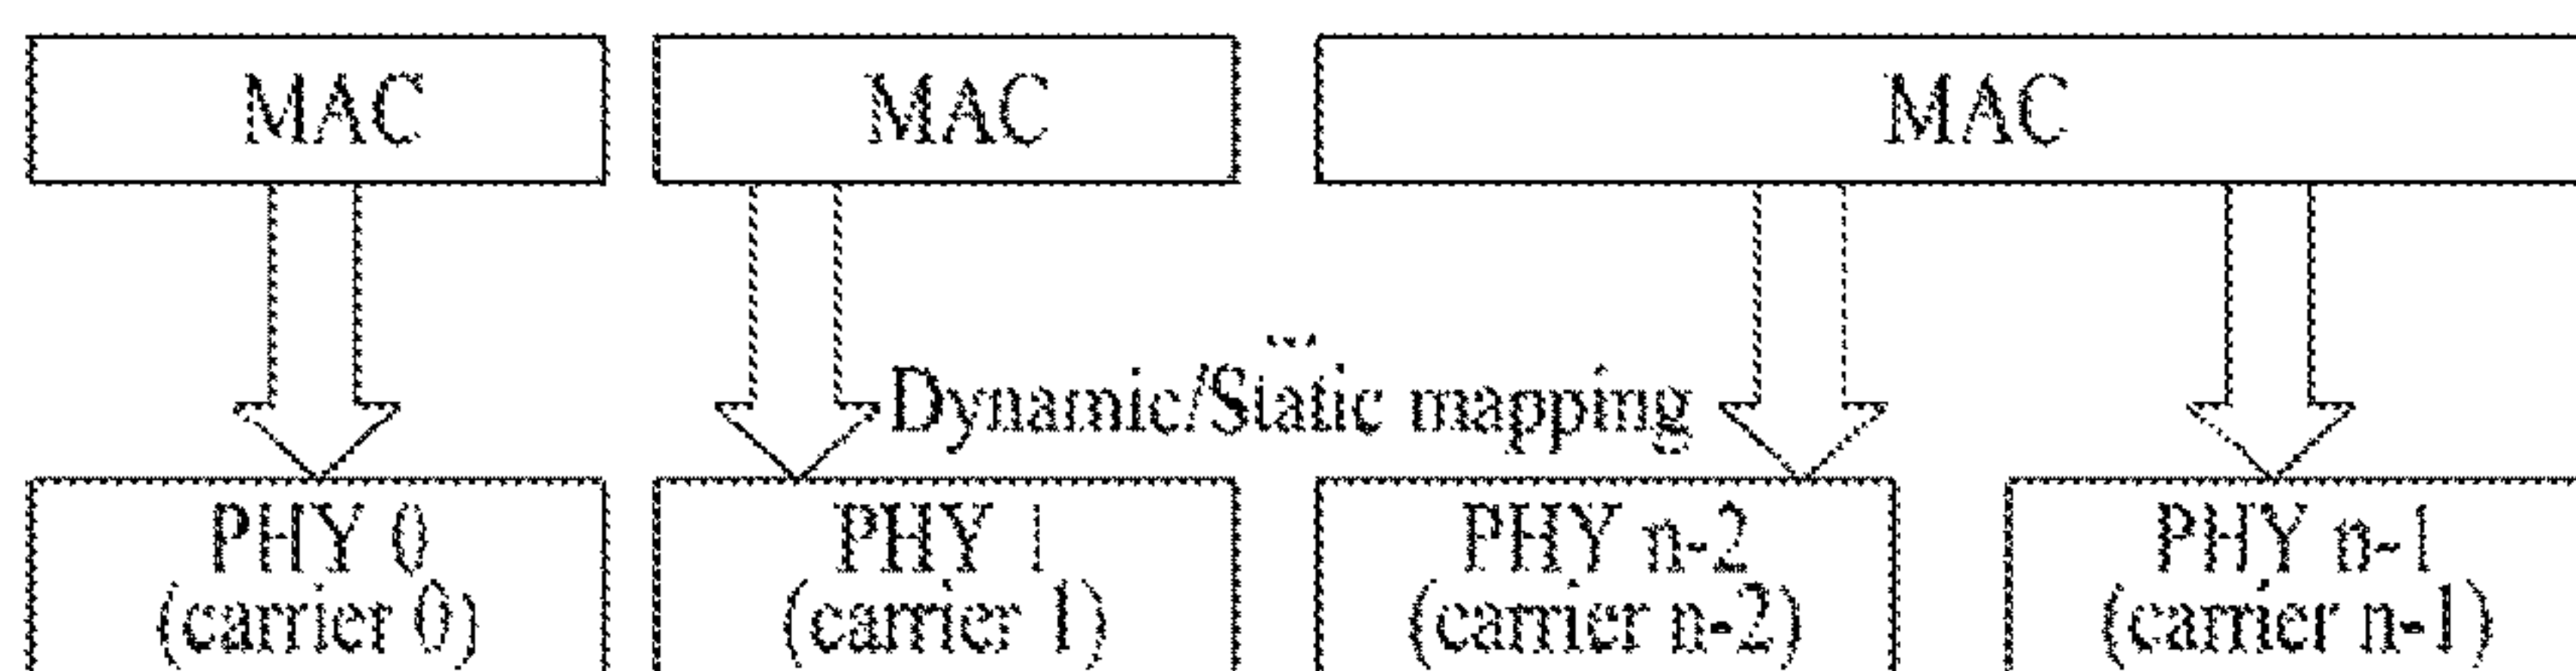 MAC MAC MAC
...
Dynamic/Static mapping
PHY 0 PHY 1 PHY n-2 PHY n-1
(carrier 0) (carrier 1) (carrier n-2) (carrier n-1)